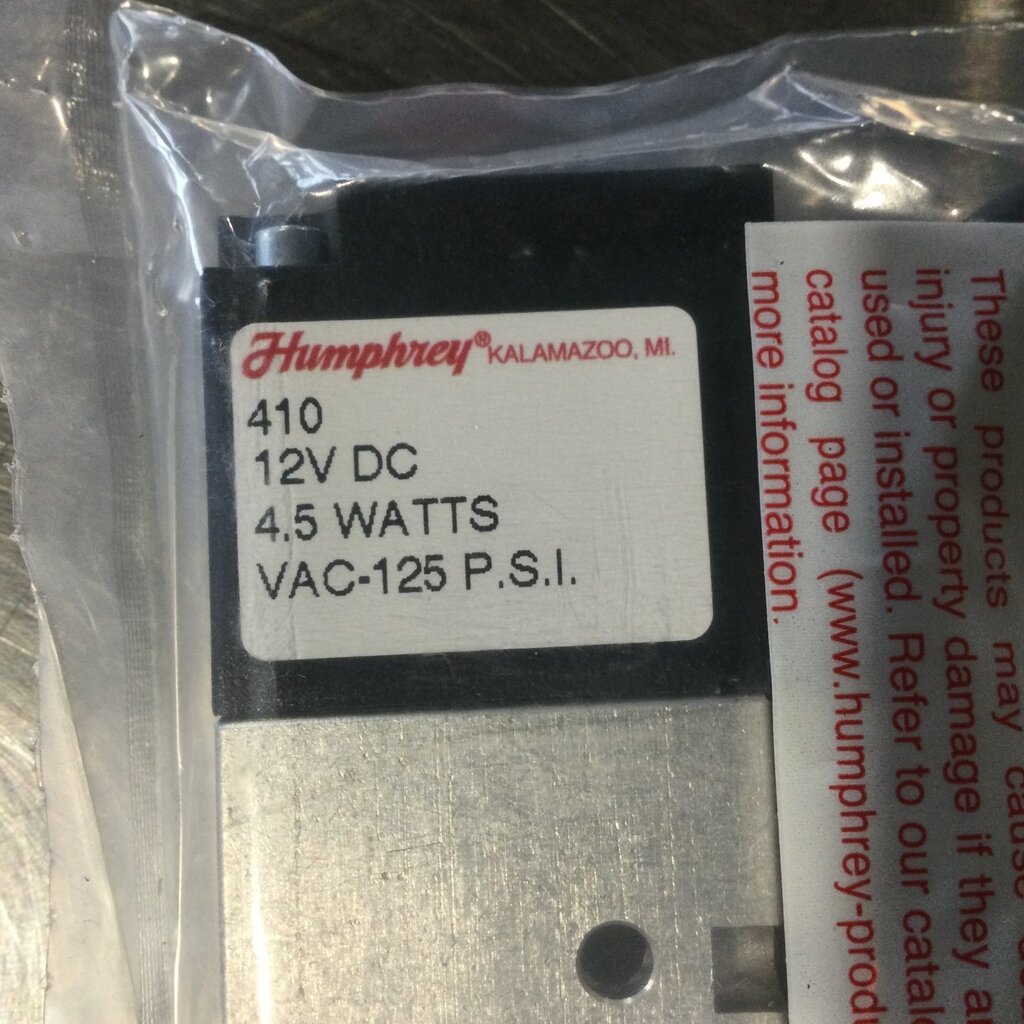 Humphrey® KALAMAZOO, MI.
410
12V DC
4.5 WATTS
VAC-125 P.S.I.
These products may cause
injury or property damage if they
used or installed. Refer to our
catalog page (www.humphrey-
more information.